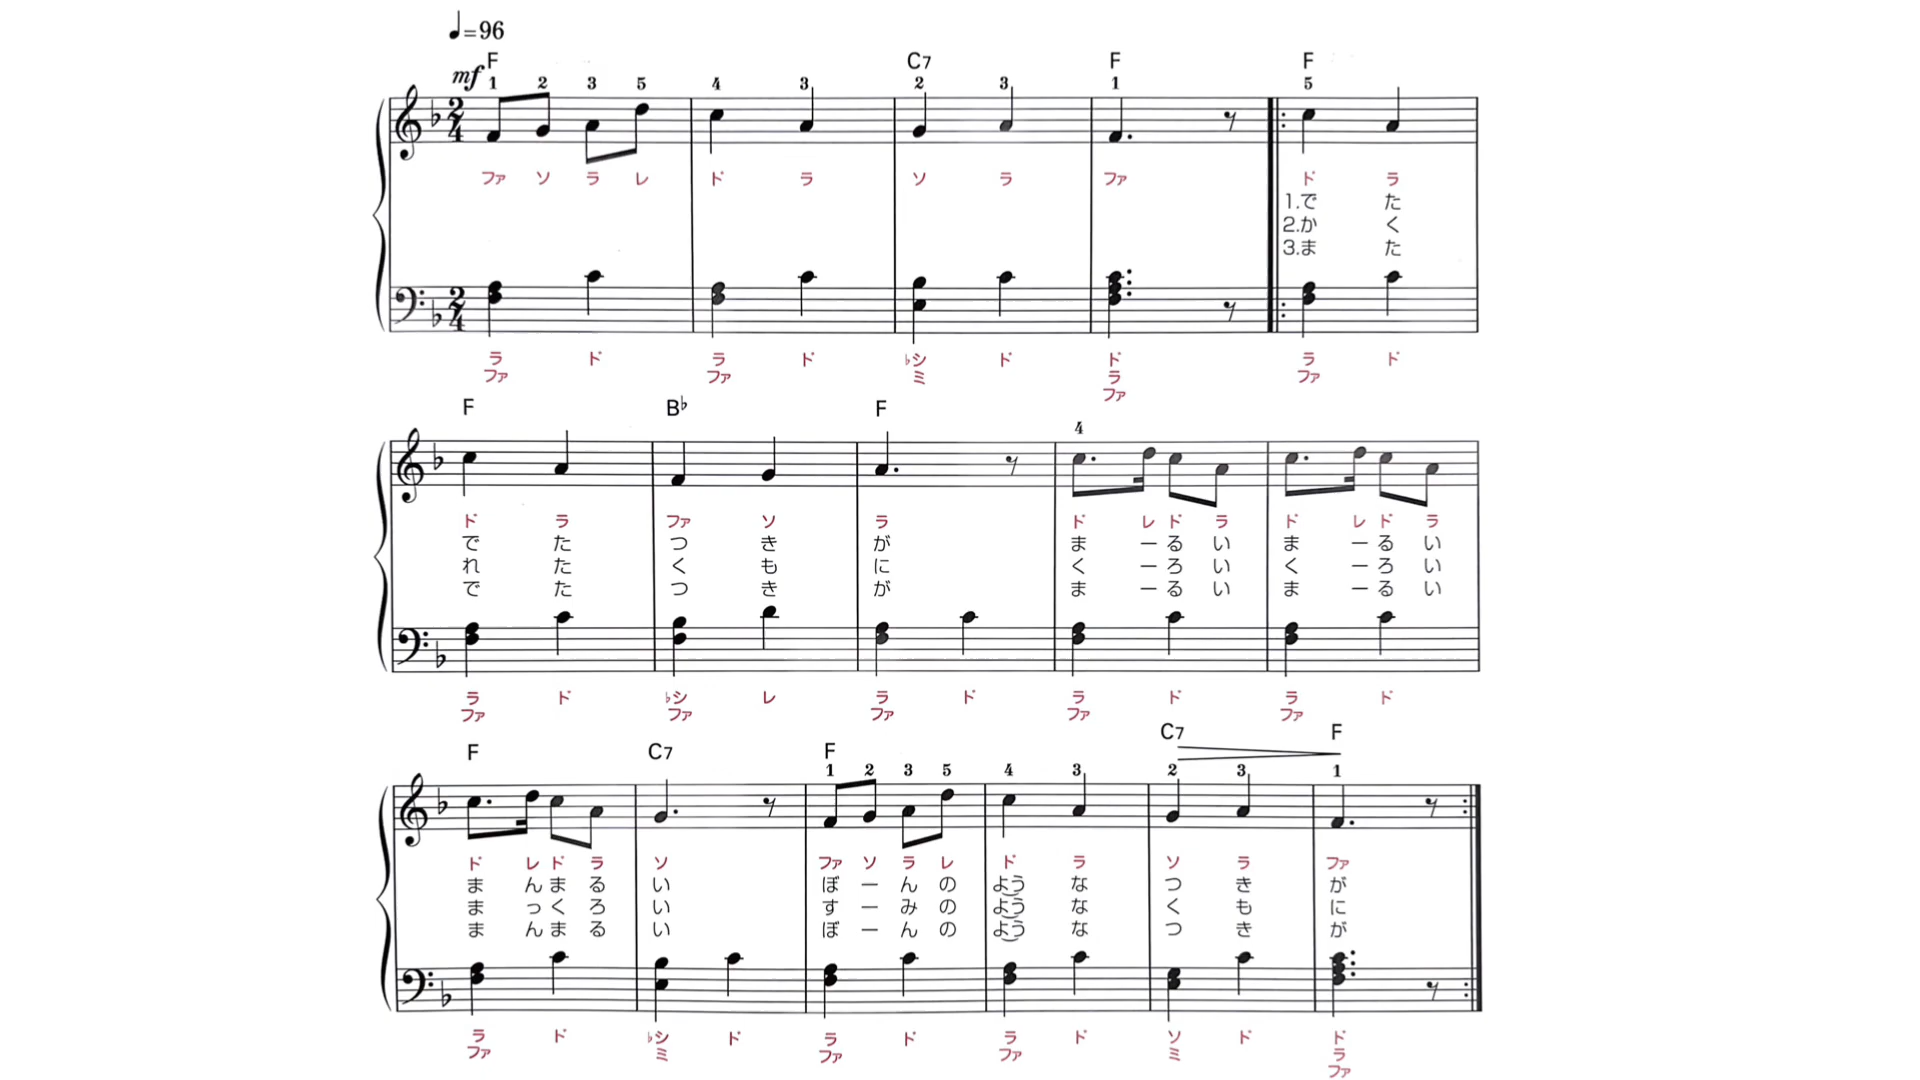 ♩=96
F C7 F F
mf 1 2 3 5 4 3 2 3 1 5
2 4
ファ ソ ラ レ ド ラ ソ ラ ファ ド ラ
1.で た
2.か く
3.ま た
2 4
ラ ド ラ ド ♭シ ド ド ラ ド
ファ ファ ミ ラ ファ
ファ
F B♭ F
4
ド ラ ファ ソ ラ ド レ ド ラ ド レ ド ラ
で た つ き が ま ー る い ま ー る い
れ た く も に く ー ろ い く ー ろ い
で た つ き が ま ー る い ま ー る い
ラ ド ♭シ レ ラ ド ラ ド ラ ド
ファ ファ ファ ファ ファ
F C7 F C7 F
1 2 3 5 4 3 2 3 1
ド レ ド ラ ソ ファ ソ ラ レ ド ラ ソ ラ ファ
ま ん ま る い ぼ ー ん の よう な つ き が
ま っ く ろ い す ー み の よう な く も に
ま ん ま る い ぼ ー ん の よう な つ き が
ラ ド ♭シ ド ラ ド ラ ド ソ ド ド
ファ ミ ファ ファ ミ ラ
ファ